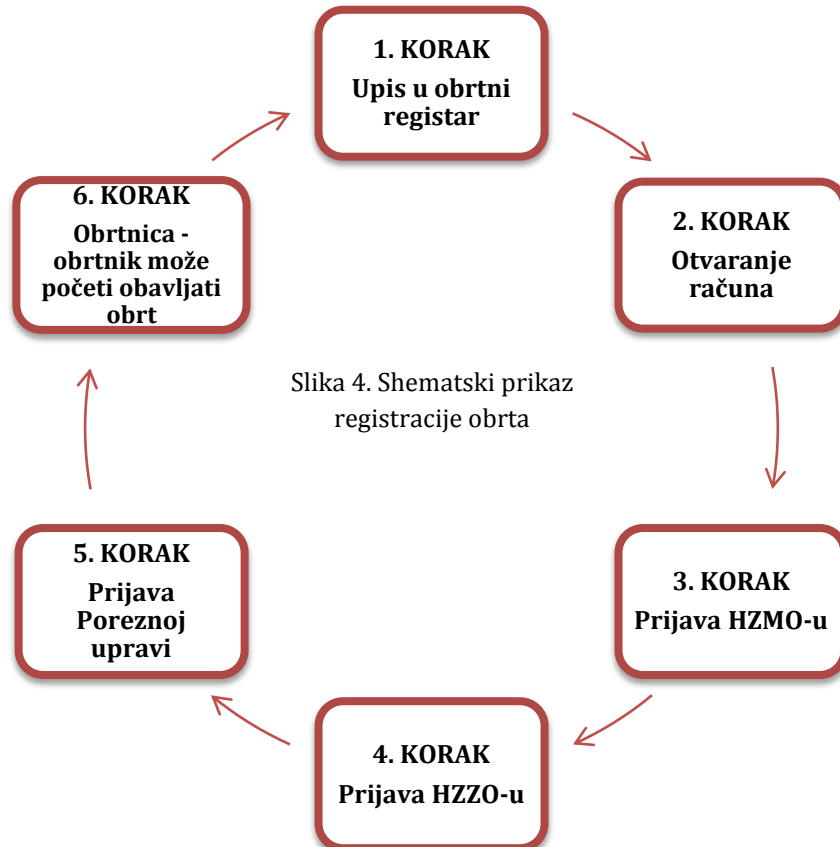 1. KORAK
Upis u obrtni
registar
2. KORAK
Otvaranje
računa
3. KORAK
Prijava HZMO-u
4. KORAK
Prijava HZZO-u
5. KORAK
Prijava
Poreznoj
upravi
6. KORAK
Obrtnica -
obrtnik može
početi obavljati
obrt
Slika 4. Shematski prikaz
registracije obrta